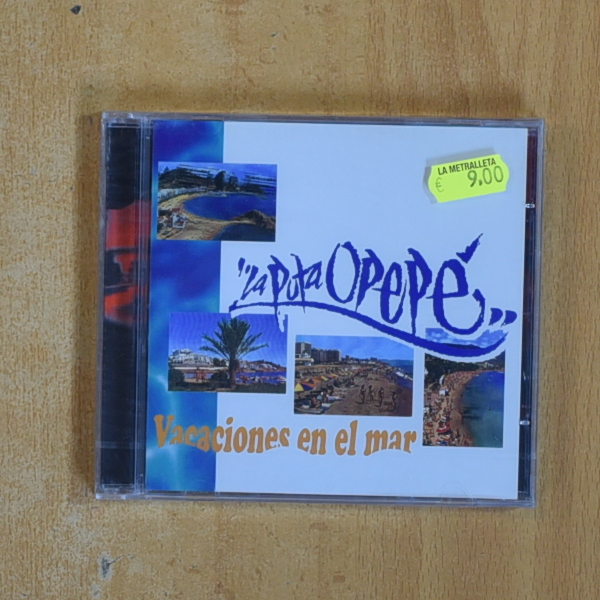 LA METRALLETA
€ 9.00
"La puta OPEPÉ,,
Vacaciones en el mar